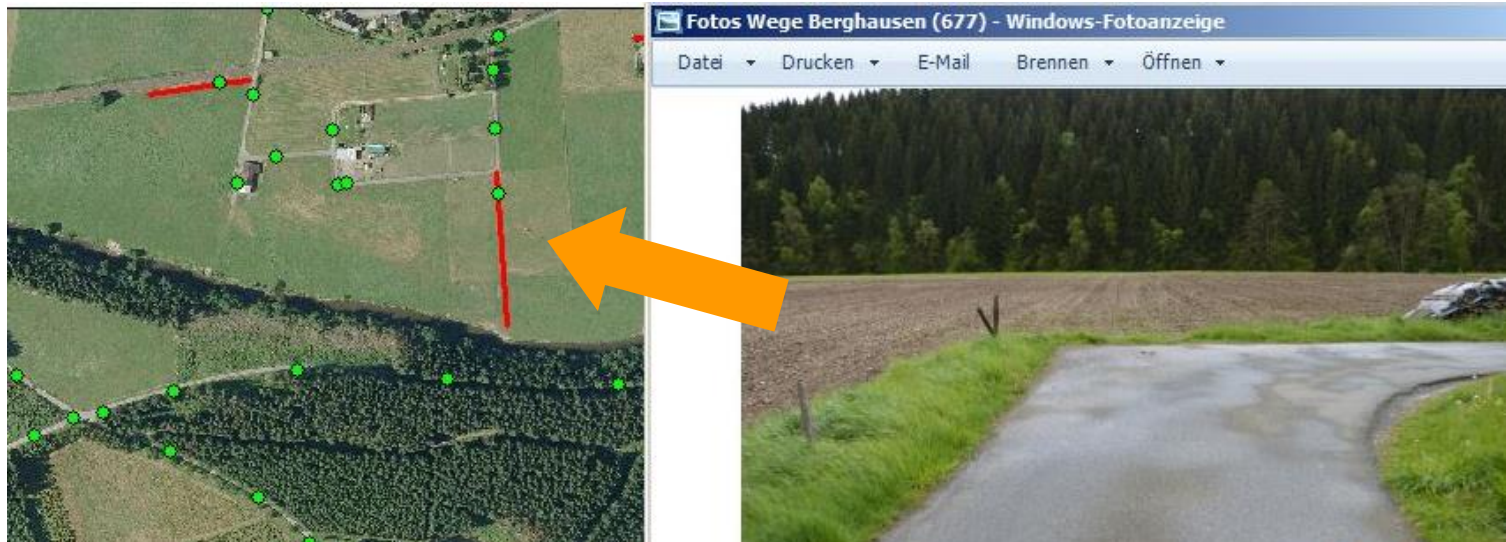 Fotos Wege Berghausen (677) - Windows-Fotoanzeige
Datei Drucken E-Mail Brennen Öffnen